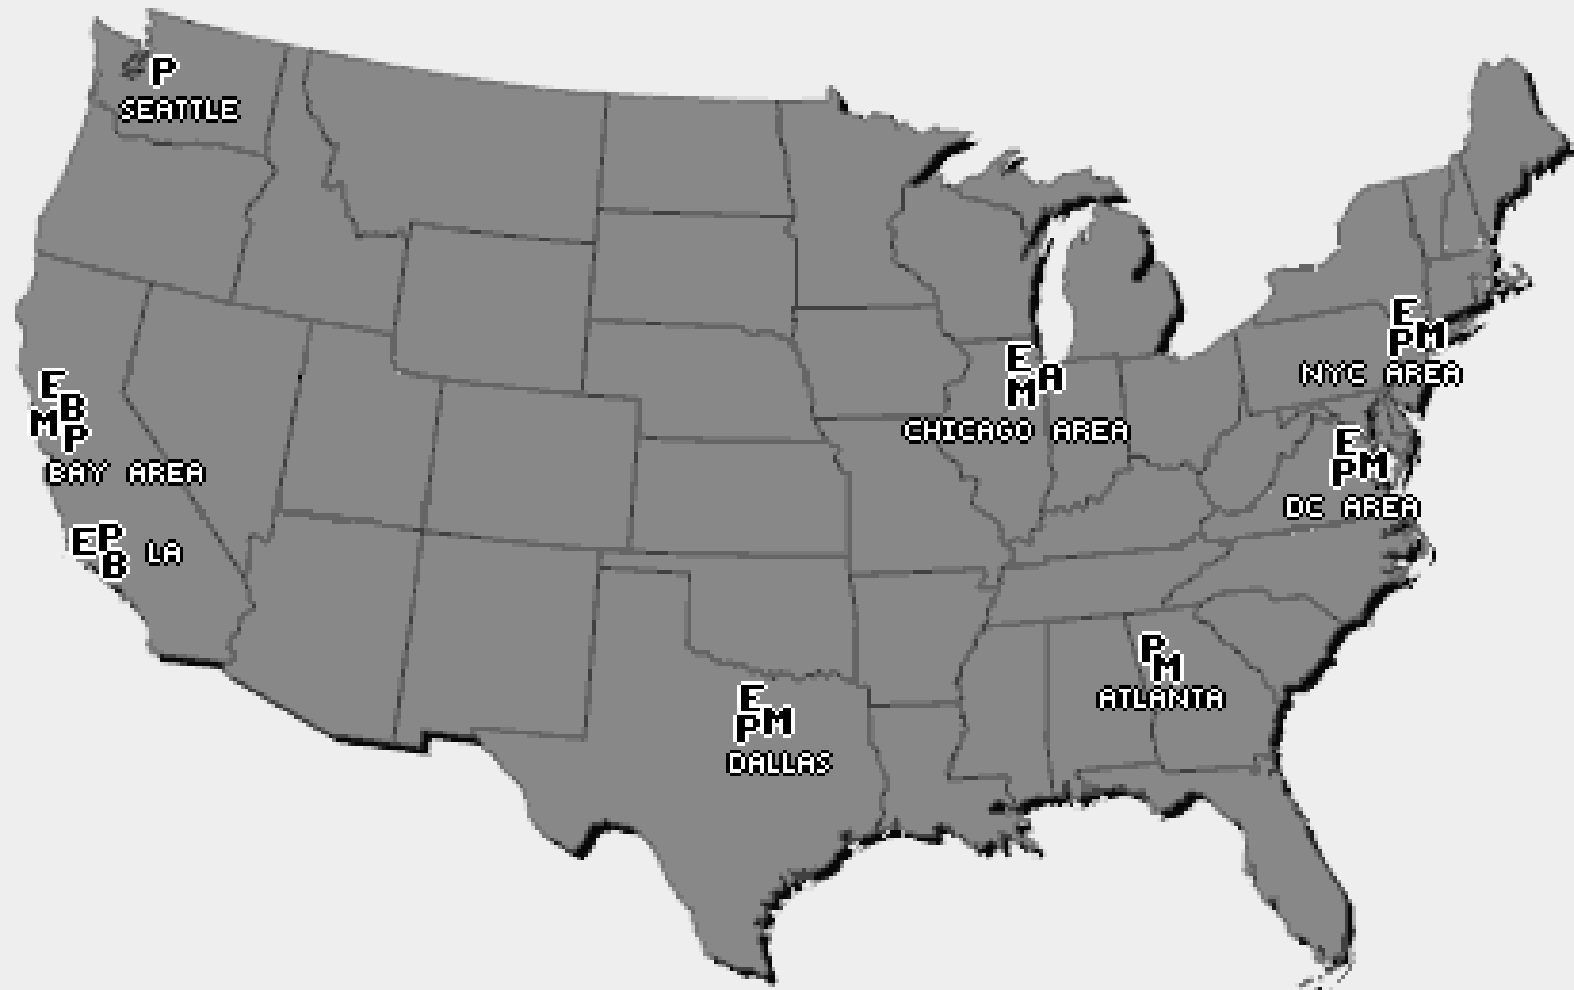 P
SEATTLE
E
PM
NYC AREA
E
A
M
CHICAGO AREA
E
B
M
P
BAY AREA
E
PM
DC AREA
EP
B
LA
P
M
ATLANTA
E
PM
DALLAS